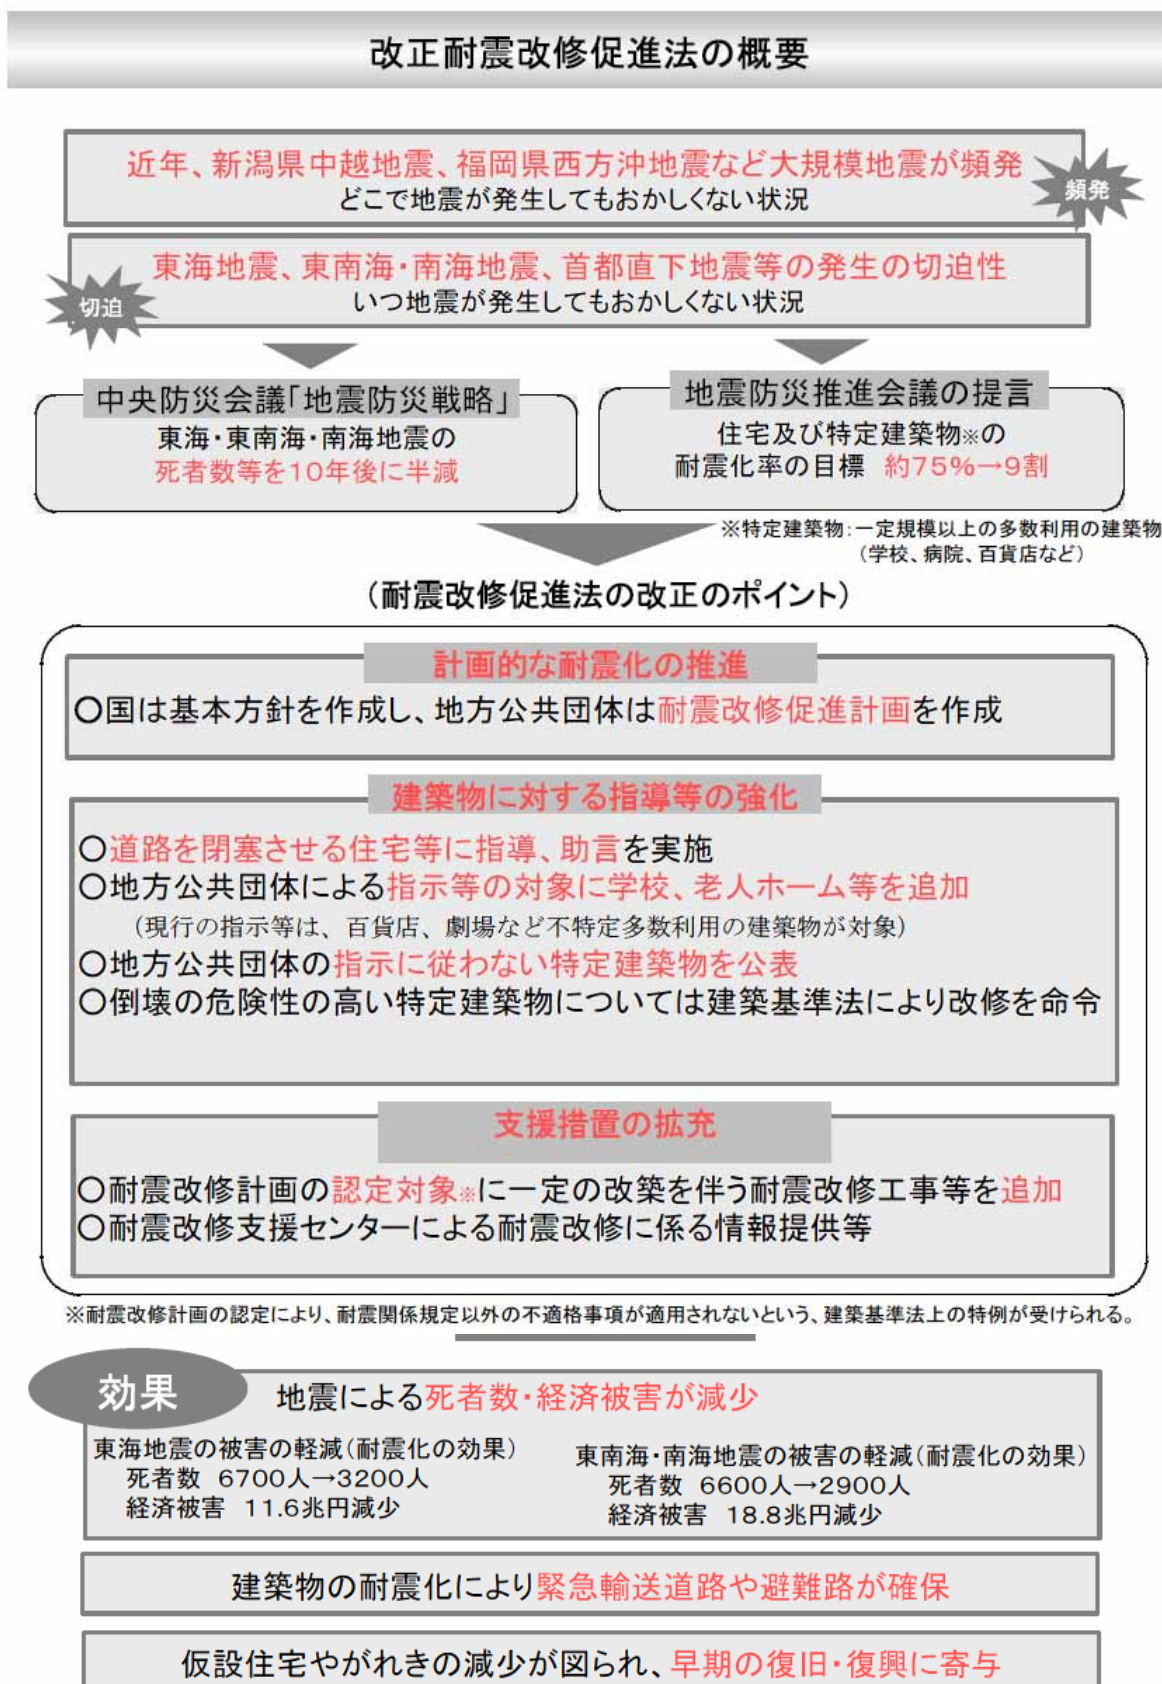 改正耐震改修促進法の概要
近年、新潟県中越地震、福岡県西方沖地震など大規模地震が頻発
どこで地震が発生してもおかしくない状況
頻発
東海地震、東南海・南海地震、首都直下地震等の発生の切迫性
いつ地震が発生してもおかしくない状況
切迫
中央防災会議「地震防災戦略」
東海・東南海・南海地震の
死者数等を10年後に半減
地震防災推進会議の提言
住宅及び特定建築物※の
耐震化率の目標 約75%→9割
※特定建築物:一定規模以上の多数利用の建築物
(学校、病院、百貨店など)
(耐震改修促進法の改正のポイント)
計画的な耐震化の推進
○国は基本方針を作成し、地方公共団体は耐震改修促進計画を作成
建築物に対する指導等の強化
○道路を閉塞させる住宅等に指導、助言を実施
○地方公共団体による指示等の対象に学校、老人ホーム等を追加
(現行の指示等は、百貨店、劇場など不特定多数利用の建築物が対象)
○地方公共団体の指示に従わない特定建築物を公表
○倒壊の危険性の高い特定建築物については建築基準法により改修を命令
支援措置の拡充
○耐震改修計画の認定対象※に一定の改築を伴う耐震改修工事等を追加
○耐震改修支援センターによる耐震改修に係る情報提供等
※耐震改修計画の認定により、耐震関係規定以外の不適格事項が適用されないという、建築基準法上の特例が受けられる。
効果
地震による死者数・経済被害が減少
東海地震の被害の軽減(耐震化の効果)
死者数 6700人→3200人
経済被害 11.6兆円減少
東南海・南海地震の被害の軽減(耐震化の効果)
死者数 6600人→2900人
経済被害 18.8兆円減少
建築物の耐震化により緊急輸送道路や避難路が確保
仮設住宅やがれきの減少が図られ、早期の復旧・復興に寄与